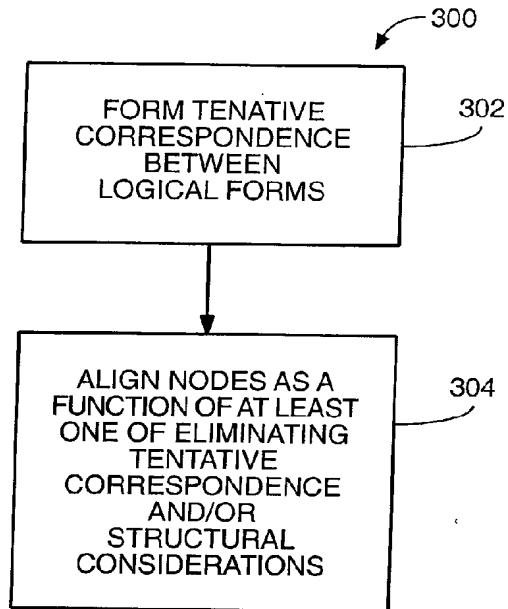 300
FORM TENATIVE
CORRESPONDENCE
BETWEEN
LOGICAL FORMS
302
ALIGN NODES AS A
FUNCTION OF AT LEAST
ONE OF ELIMINATING
TENTATIVE
CORRESPONDENCE
AND/OR
STRUCTURAL
CONSIDERATIONS
304